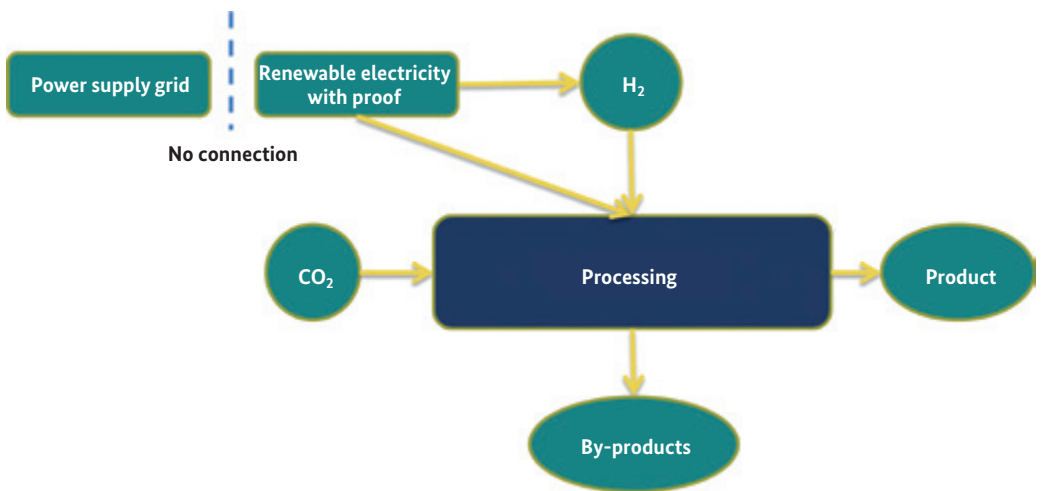 Power supply grid
Renewable electricity
with proof
H₂
No connection
CO₂
Processing
Product
By-products